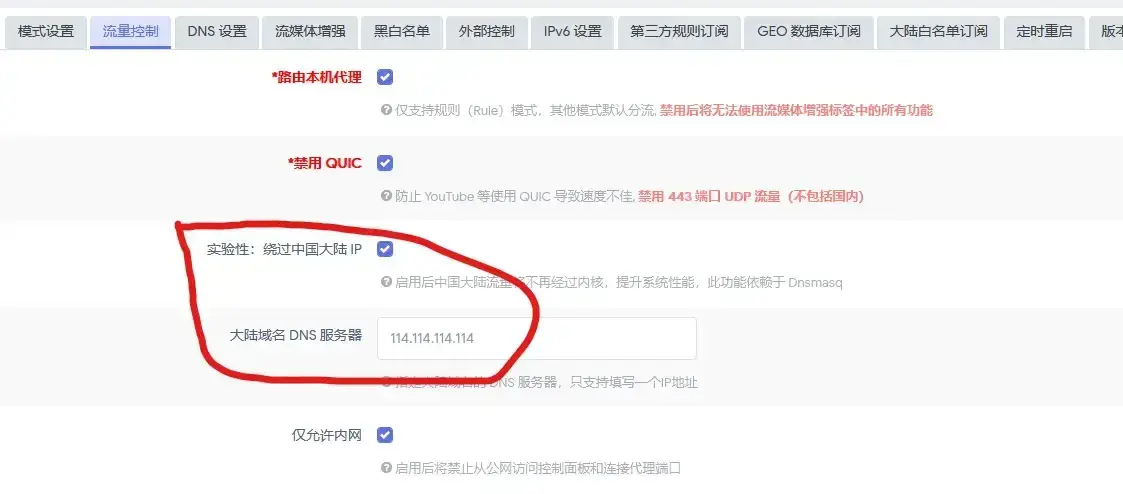 模式设置 流量控制 DNS 设置 流媒体增强 黑白名单 外部控制 IPv6 设置 第三方规则订阅 GEO 数据库订阅 大陆白名单订阅 定时重启 版本
*路由本机代理
仅支持规则（Rule）模式，其他模式默认分流, 禁用后将无法使用流媒体增强标签中的所有功能
*禁用 QUIC
防止 YouTube 等使用 QUIC 导致速度不佳, 禁用 443 端口 UDP 流量（不包括国内）
实验性：绕过中国大陆 IP
启用后中国大陆流量将不再经过内核，提升系统性能，此功能依赖于 Dnsmasq
大陆域名 DNS 服务器
114.114.114.114
指定大陆域名的 DNS 服务器，只支持填写一个IP地址
仅允许内网
启用后将禁止从公网访问控制面板和连接代理端口